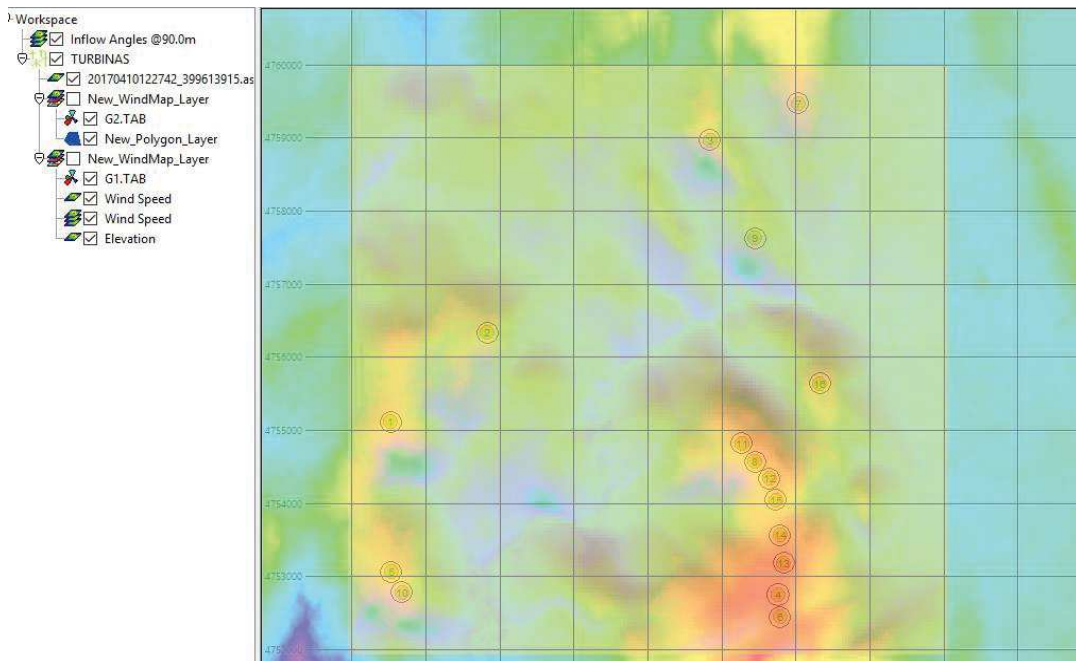 Workspace
Inflow Angles @90.0m
TURBINAS
20170410122742_399613915.as
New_WindMap_Layer
G2.TAB
New_Polygon_Layer
New_WindMap_Layer
G1.TAB
Wind Speed
Wind Speed
Elevation
4760000
7
4759000
3
4758000
9
4757000
2
4756000
16
1
4755000
11
8
12
4754000
15
14
13
5
4753000
10
4
6